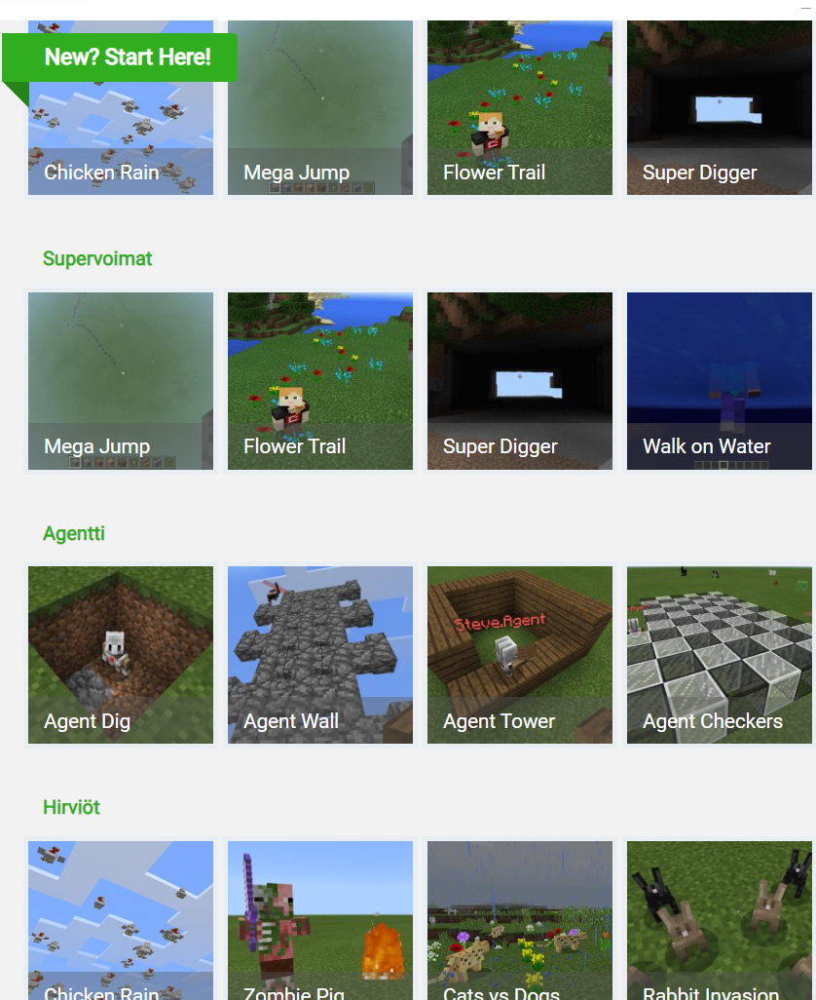 New? Start Here!
Chicken Rain
Mega Jump
Flower Trail
Super Digger
Supervoimat
Mega Jump
Flower Trail
Super Digger
Walk on Water
Agentti
Steve.Agent
Agent Dig
Agent Wall
Agent Tower
Agent Checkers
Hirviöt
Chicken Rain
Zombie Pig
Cats vs Dogs
Rabbit Invasion